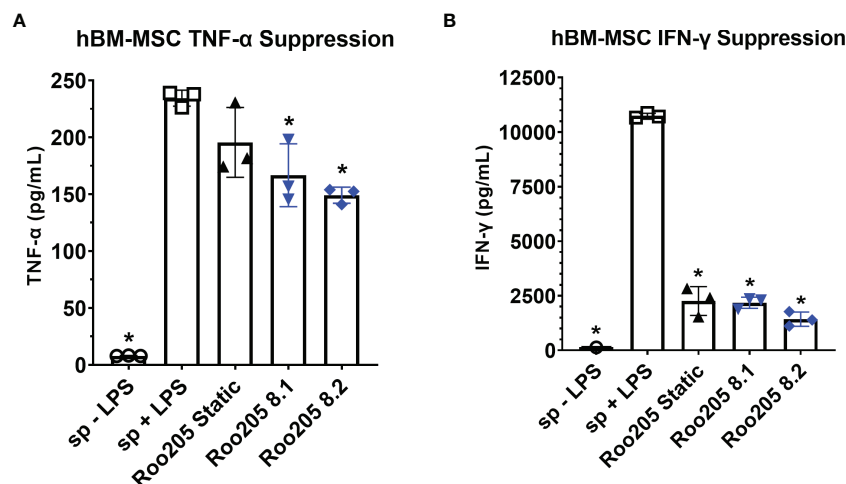 A
hBM-MSC TNF-α Suppression
TNF-α (pg/mL)
250
200
150
100
50
0
*
*
*
sp - LPS
sp + LPS
Roo205 Static
Roo205 8.1
Roo205 8.2
B
hBM-MSC IFN-γ Suppression
IFN-γ (pg/mL)
12500
10000
7500
5000
2500
0
*
*
*
*
sp - LPS
sp + LPS
Roo205 Static
Roo205 8.1
Roo205 8.2